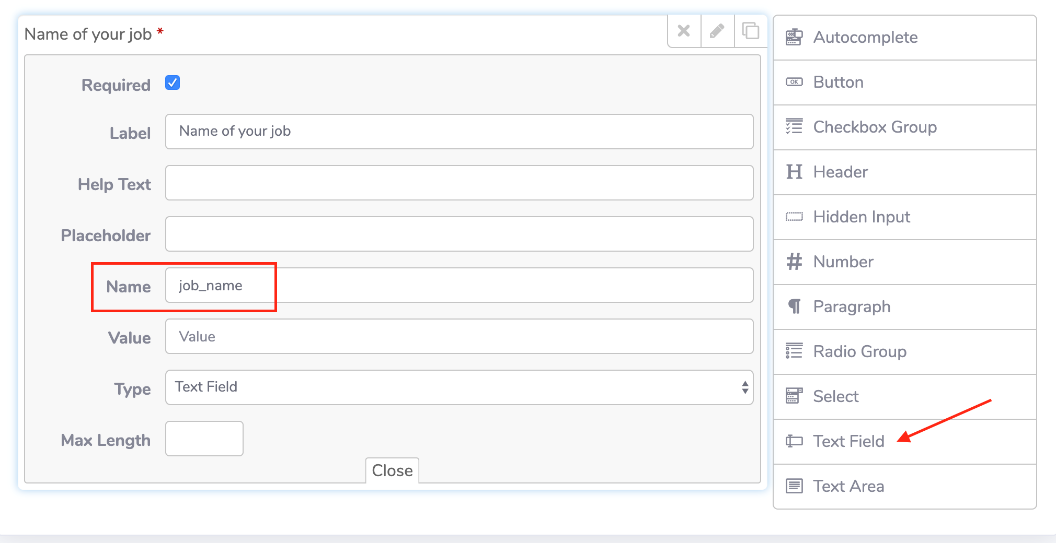 Name of your job *
Required
Label Name of your job
Help Text
Placeholder
Name job_name
Value Value
Type Text Field
Max Length
Close
Autocomplete
OK Button
Checkbox Group
H Header
Hidden Input
# Number
¶ Paragraph
Radio Group
Select
Text Field
Text Area